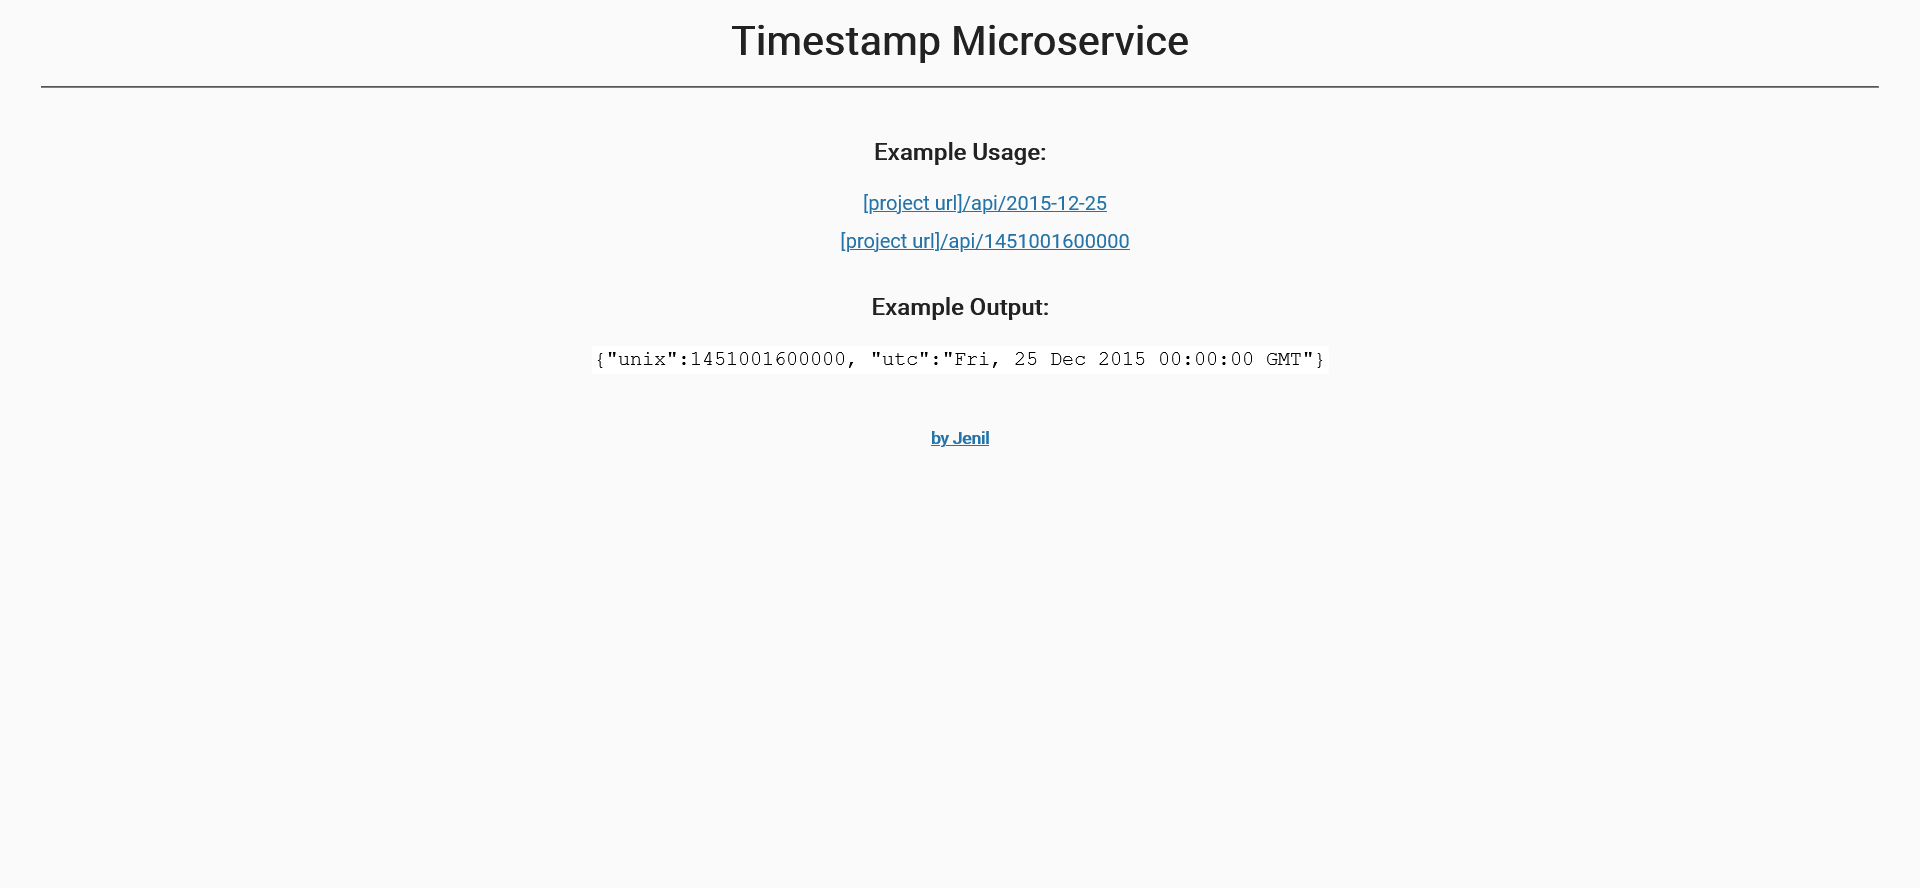 Timestamp Microservice
Example Usage:
[project url]/api/2015-12-25
[project url]/api/1451001600000
Example Output:
{"unix":1451001600000, "utc":"Fri, 25 Dec 2015 00:00:00 GMT"}
by Jenil